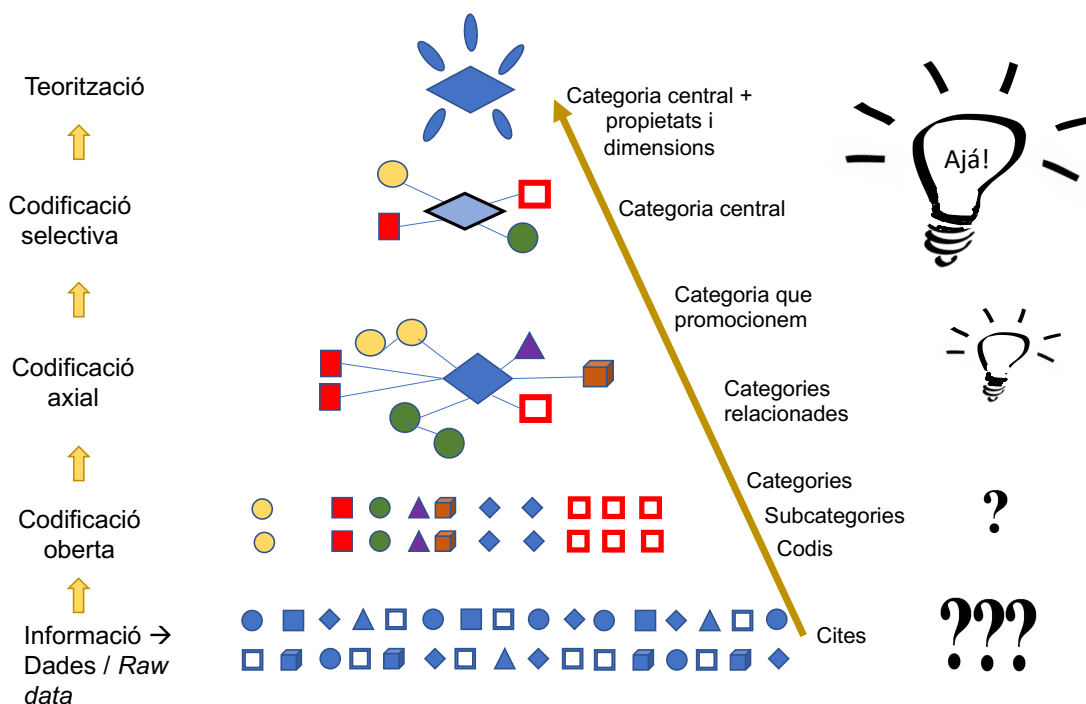 Teorització
Categoria central +
propietats i
dimensions
Ajá!
Codificació
selectiva
Categoria central
Categoria que
promocionem
Codificació
axial
Categories
relacionades
Categories
Subcategories
Codis
?
Codificació
oberta
Informació →
Dades / Raw
data
Cites
???